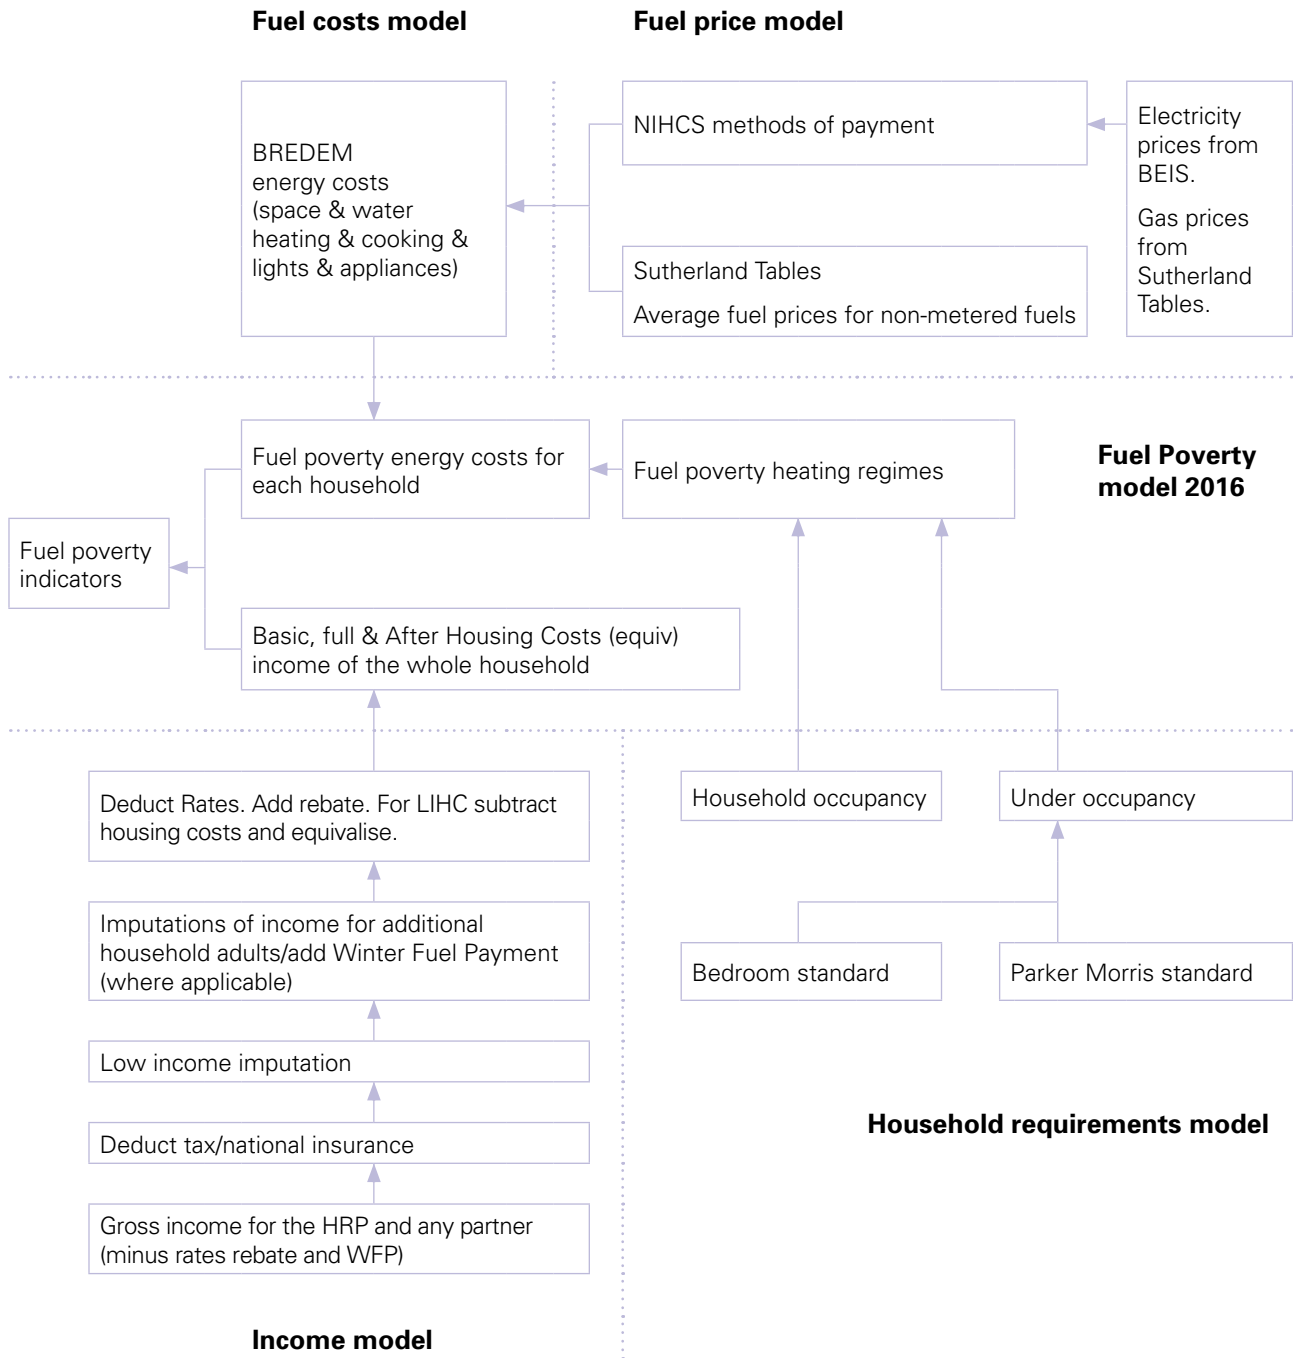 Fuel costs model
Fuel price model
BREDEM
energy costs
(space & water
heating & cooking &
lights & appliances)
NIHCS methods of payment
Sutherland Tables
Average fuel prices for non-metered fuels
Electricity
prices from
BEIS.
Gas prices
from
Sutherland
Tables.
Fuel poverty energy costs for
each household
Fuel poverty heating regimes
Fuel Poverty
model 2016
Fuel poverty
indicators
Basic, full & After Housing Costs (equiv)
income of the whole household
Deduct Rates. Add rebate. For LIHC subtract
housing costs and equivalise.
Imputations of income for additional
household adults/add Winter Fuel Payment
(where applicable)
Low income imputation
Deduct tax/national insurance
Gross income for the HRP and any partner
(minus rates rebate and WFP)
Income model
Household occupancy
Under occupancy
Bedroom standard
Parker Morris standard
Household requirements model